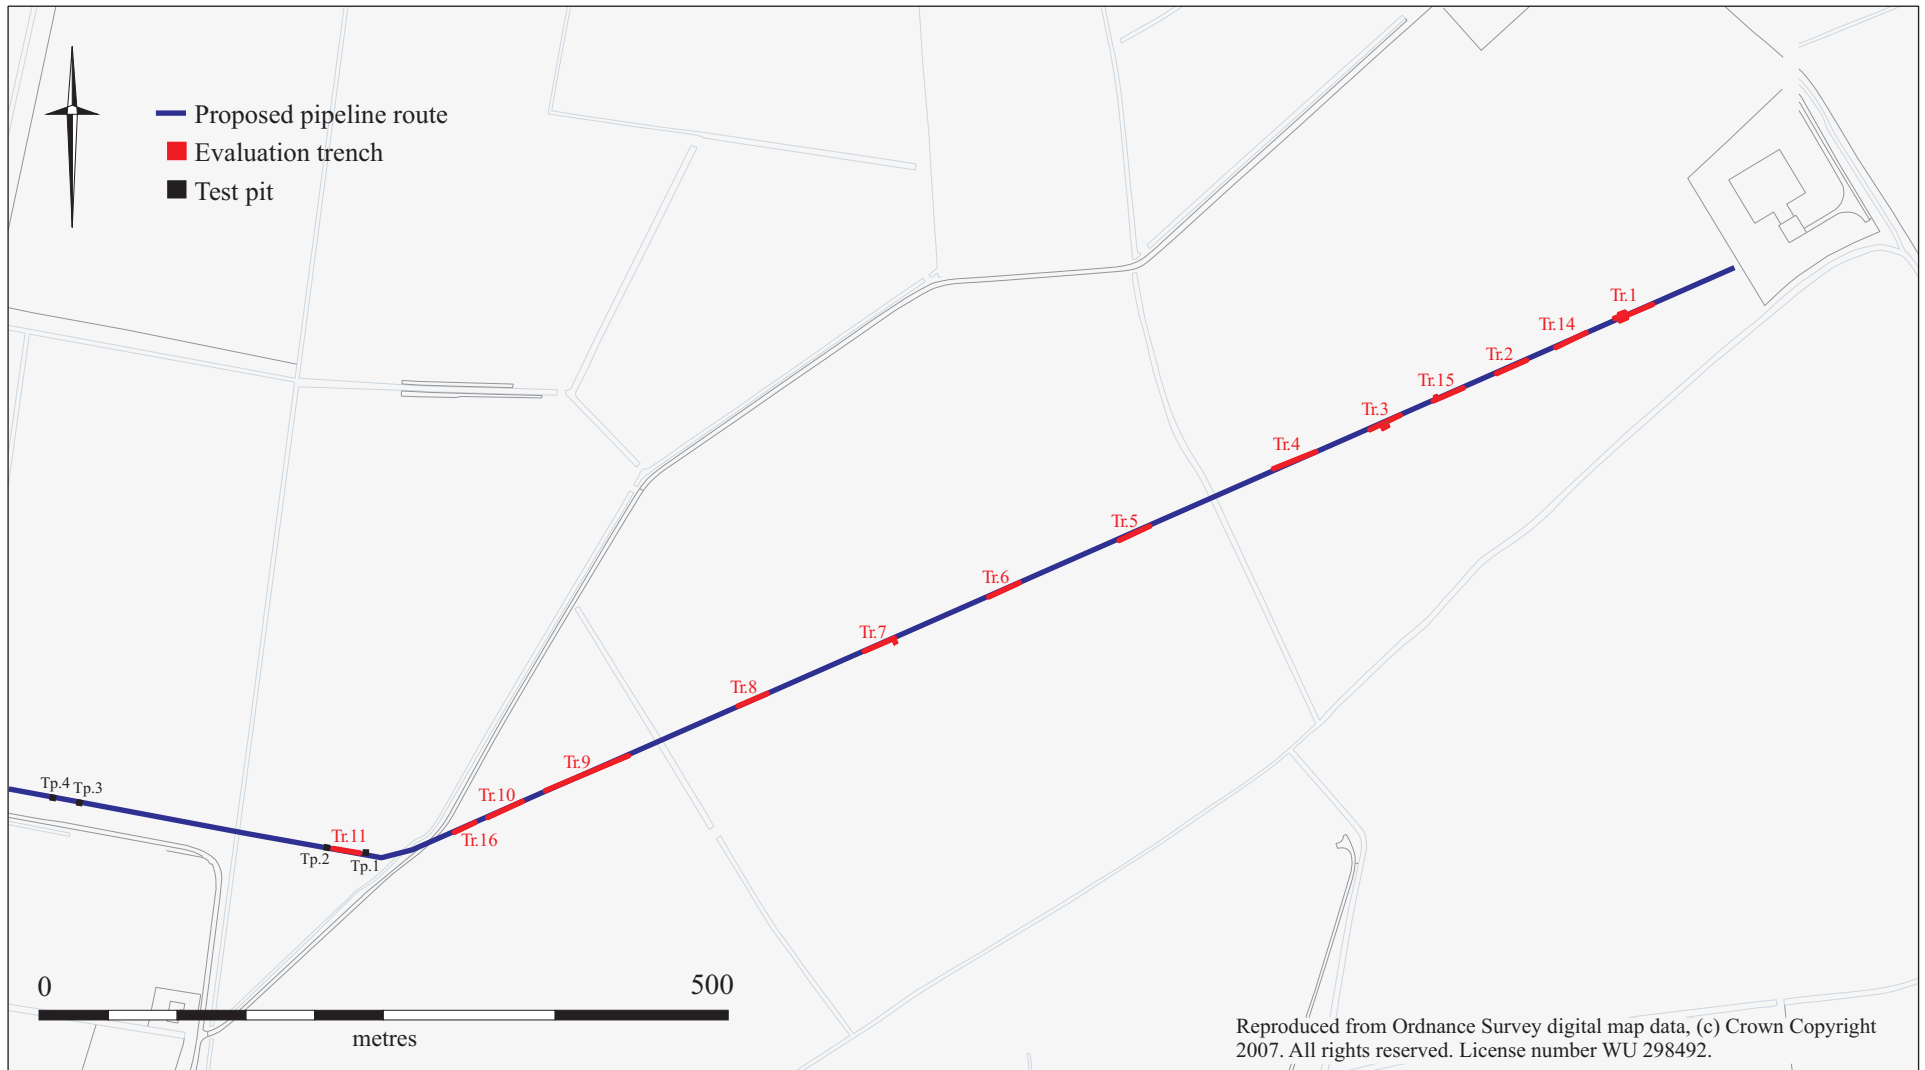 Proposed pipeline route
Evaluation trench
Test pit
Tr.1
Tr.14
Tr.2
Tr.15
Tr.3
Tr.4
Tr.5
Tr.6
Tr.7
Tr.8
Tr.9
Tr.10
Tr.16
Tr.11
Tp.1
Tp.2
Tp.3
Tp.4
0
500
metres
Reproduced from Ordnance Survey digital map data, (c) Crown Copyright
2007. All rights reserved. License number WU 298492.